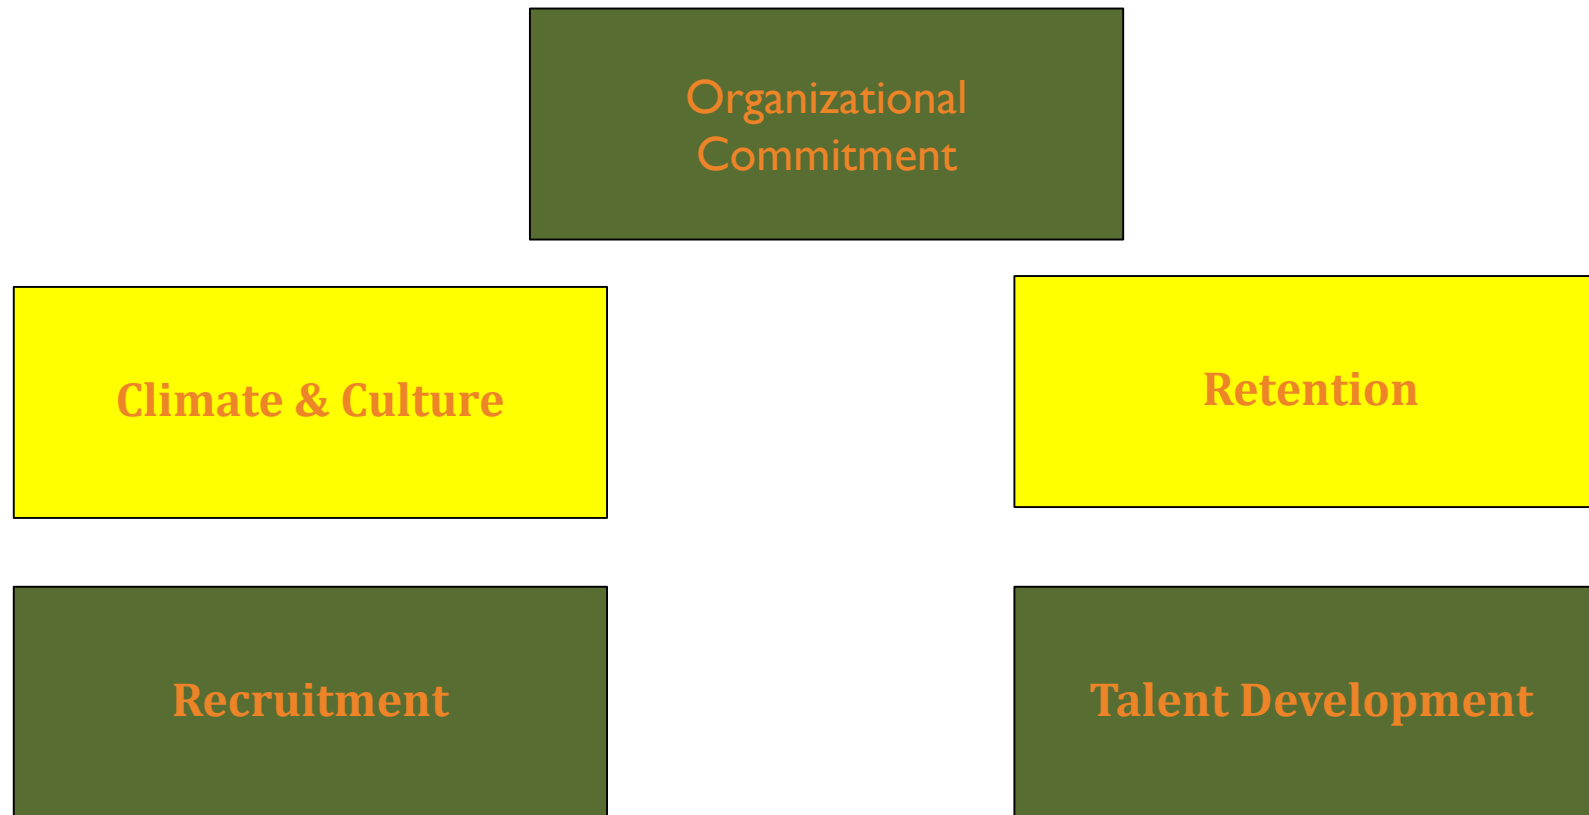 Organizational
Commitment
Climate & Culture
Retention
Recruitment
Talent Development